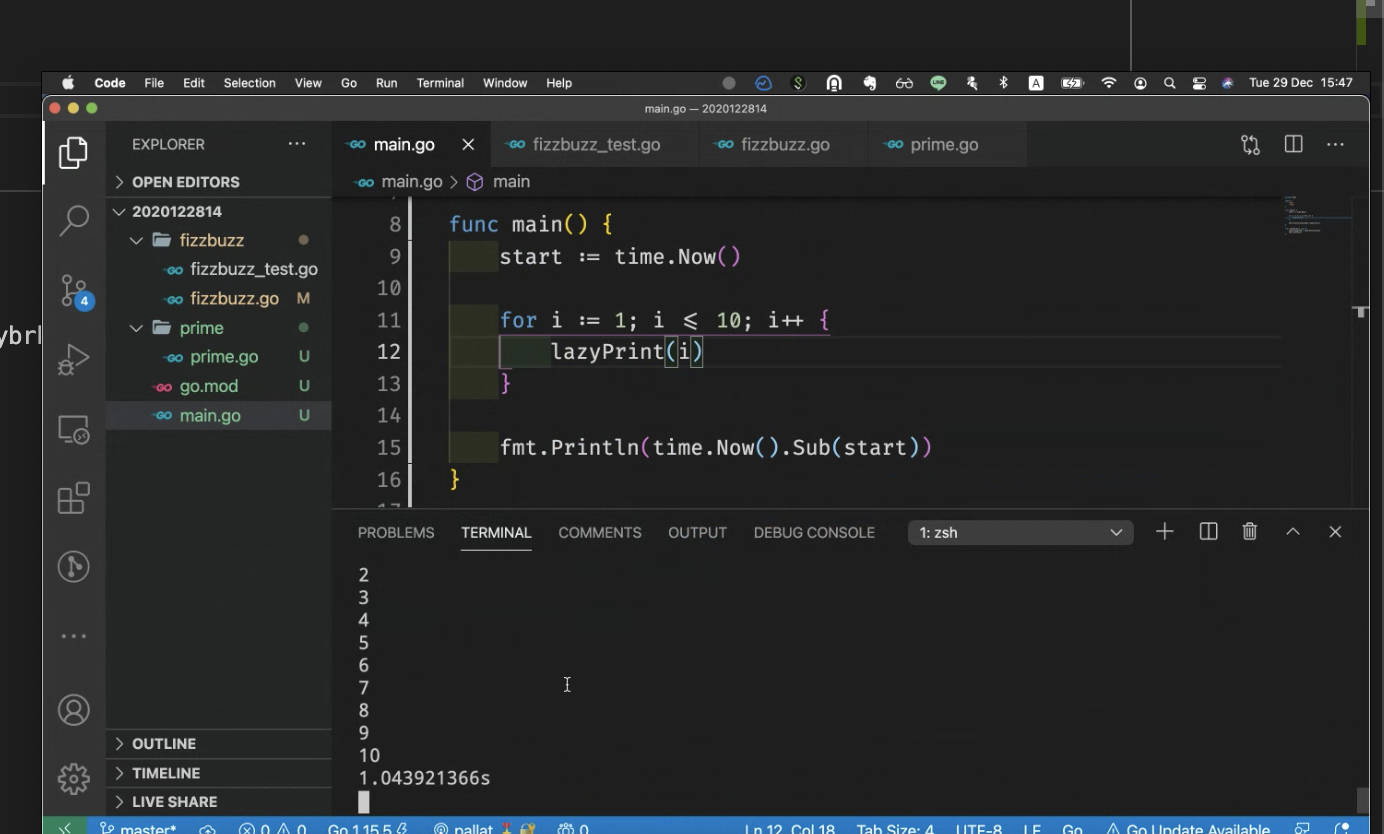 Code File Edit Selection View Go Run Terminal Window Help A Tue 29 Dec 15:47
main.go — 2020122814
EXPLORER
OPEN EDITORS
2020122814
fizzbuzz
fizzbuzz_test.go
fizzbuzz.go M
prime
prime.go U
go.mod U
main.go U
OUTLINE
TIMELINE
LIVE SHARE
4
main.go fizzbuzz_test.go fizzbuzz.go prime.go
main.go > main
8 func main() {
9 start := time.Now()
10
11 for i := 1; i <= 10; i++ {
12 lazyPrint(i)
13 }
14
15 fmt.Println(time.Now().Sub(start))
16 }
PROBLEMS TERMINAL COMMENTS OUTPUT DEBUG CONSOLE 1: zsh
2
3
4
5
6
7
8
9
10
1.043921366s
master* 0 0 Go 1.15.5 pallat 0 Ln 12, Col 18 Tab Size: 4 UTF-8 LF Go Go Update Available